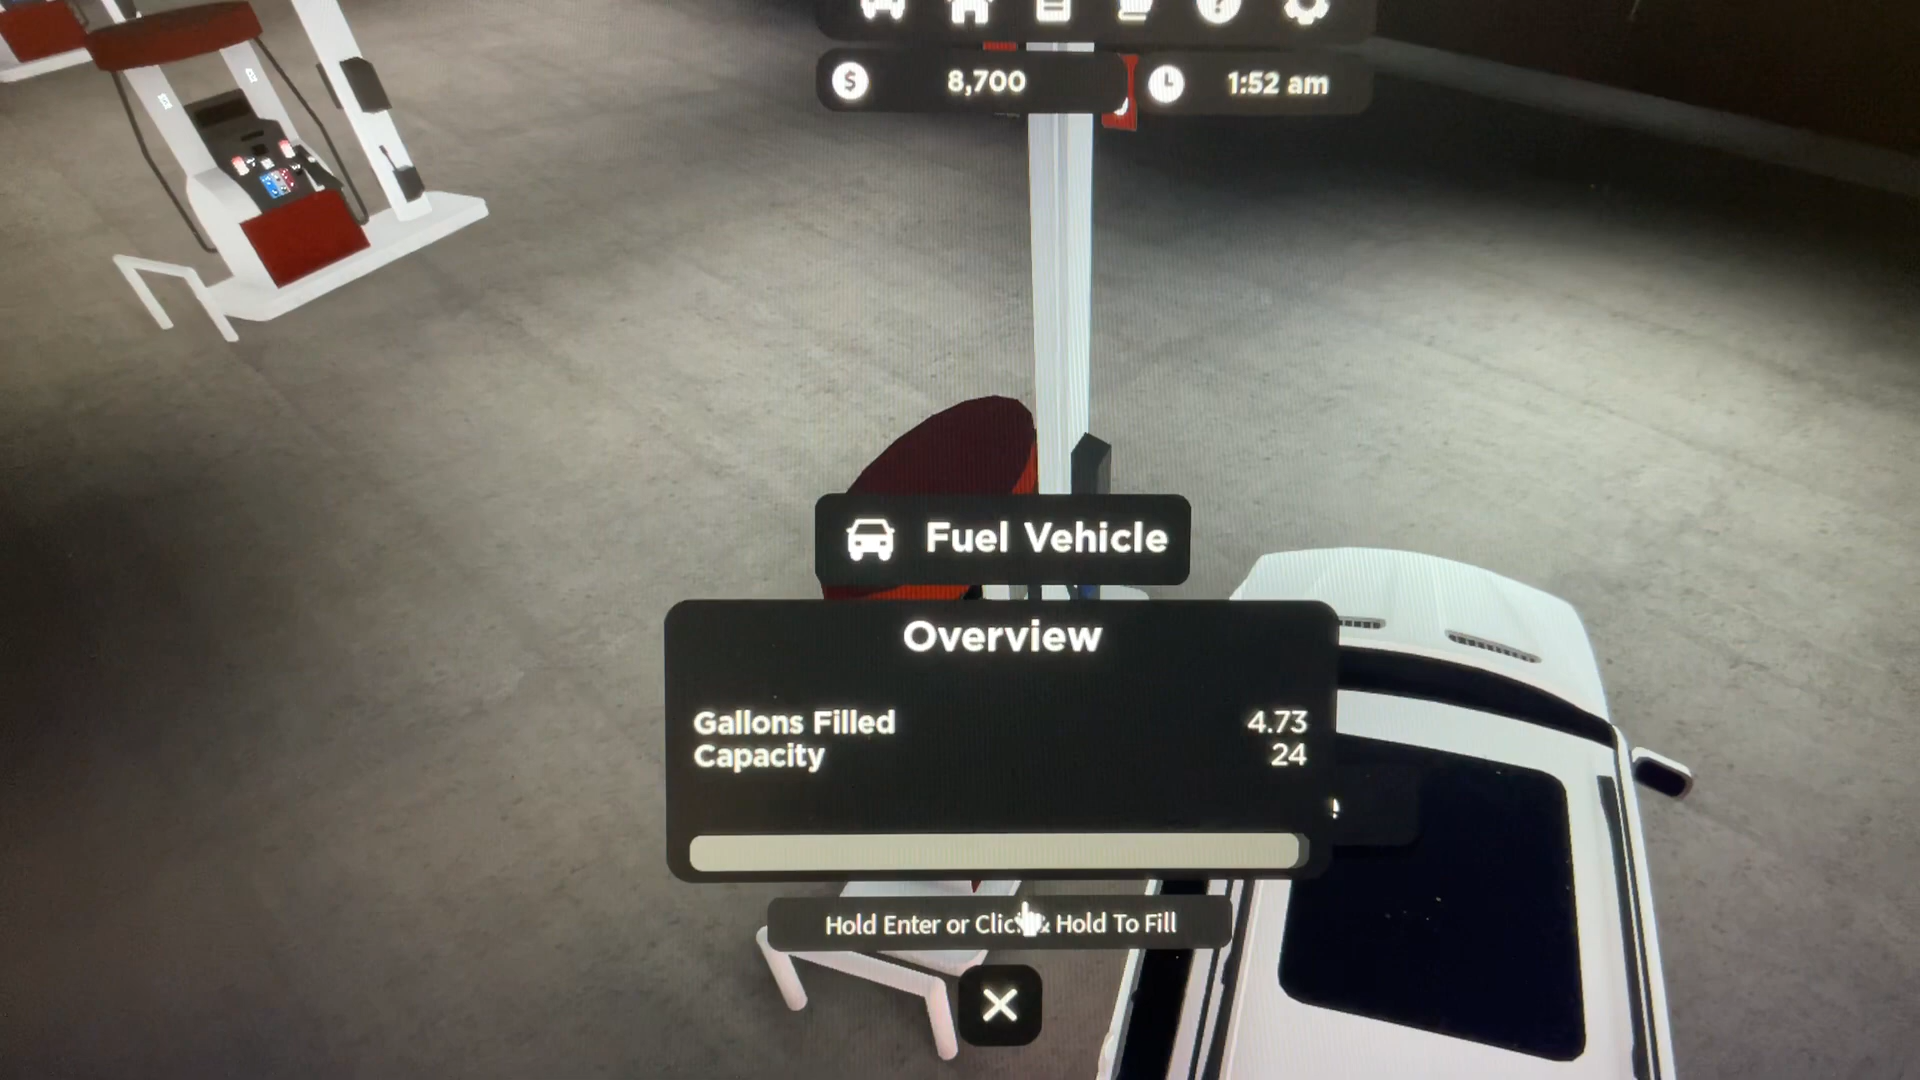 8,700
1:52 am
Fuel Vehicle
Overview
Gallons Filled 4.73
Capacity 24
Hold Enter or Click & Hold To Fill